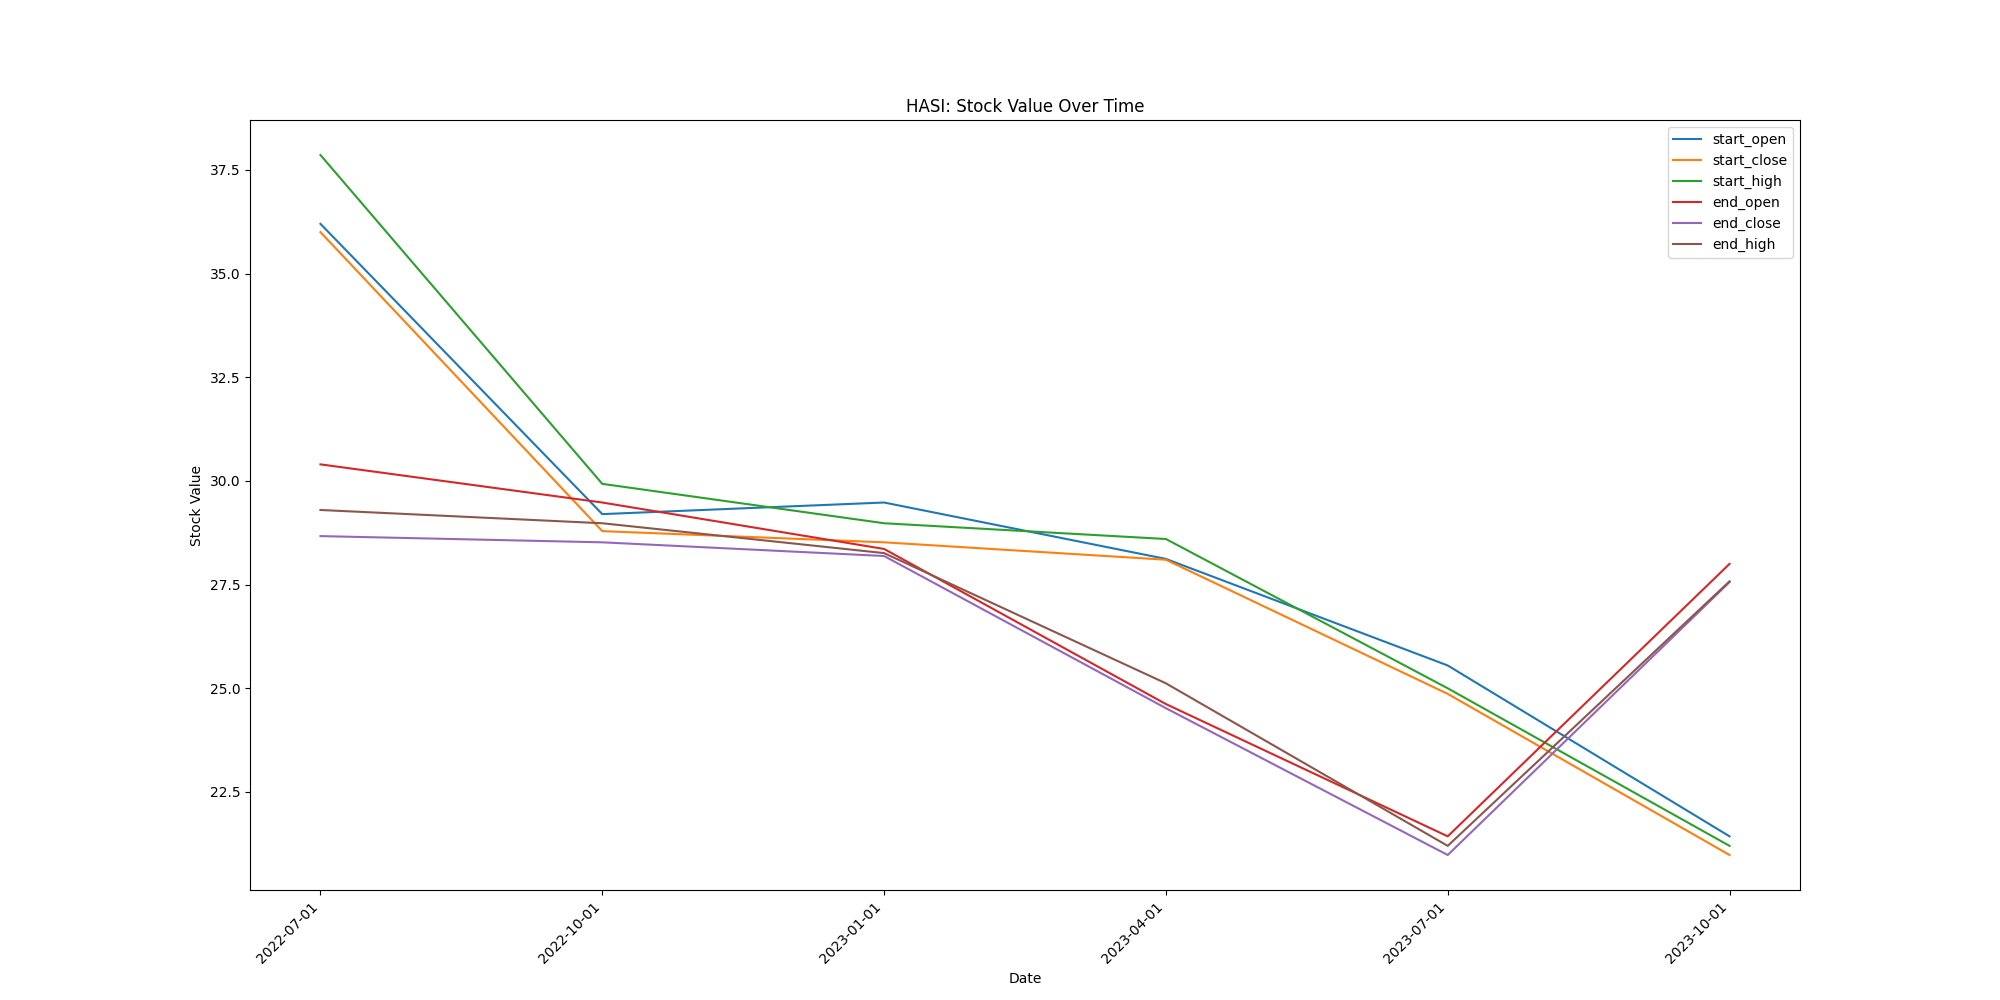 HASI: Stock Value Over Time
start_open
start_close
start_high
end_open
end_close
end_high
Stock Value
37.5
35.0
32.5
30.0
27.5
25.0
22.5
2022-07-01
2022-10-01
2023-01-01
2023-04-01
2023-07-01
2023-10-01
Date